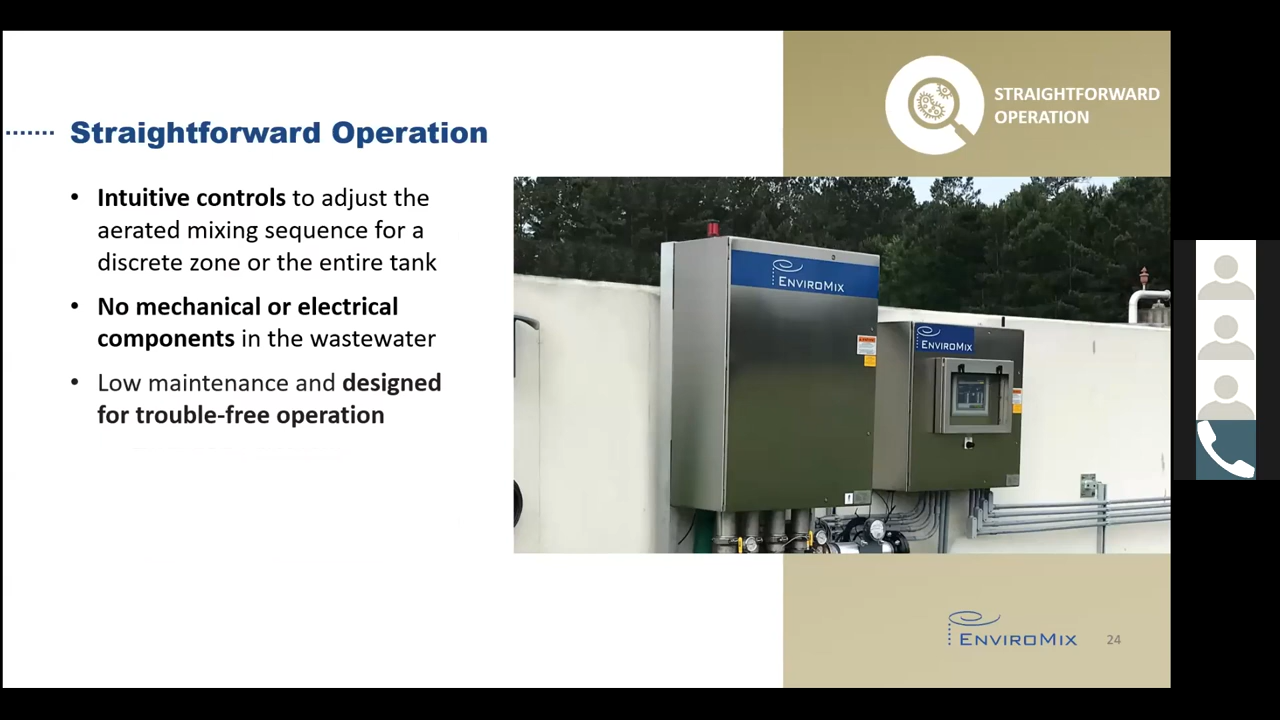 STRAIGHTFORWARD
OPERATION
Straightforward Operation
• Intuitive controls to adjust the
aerated mixing sequence for a
discrete zone or the entire tank
• No mechanical or electrical
components in the wastewater
• Low maintenance and designed
for trouble-free operation
ENVIROMIX
ENVIROMIX
ENVIROMIX
24